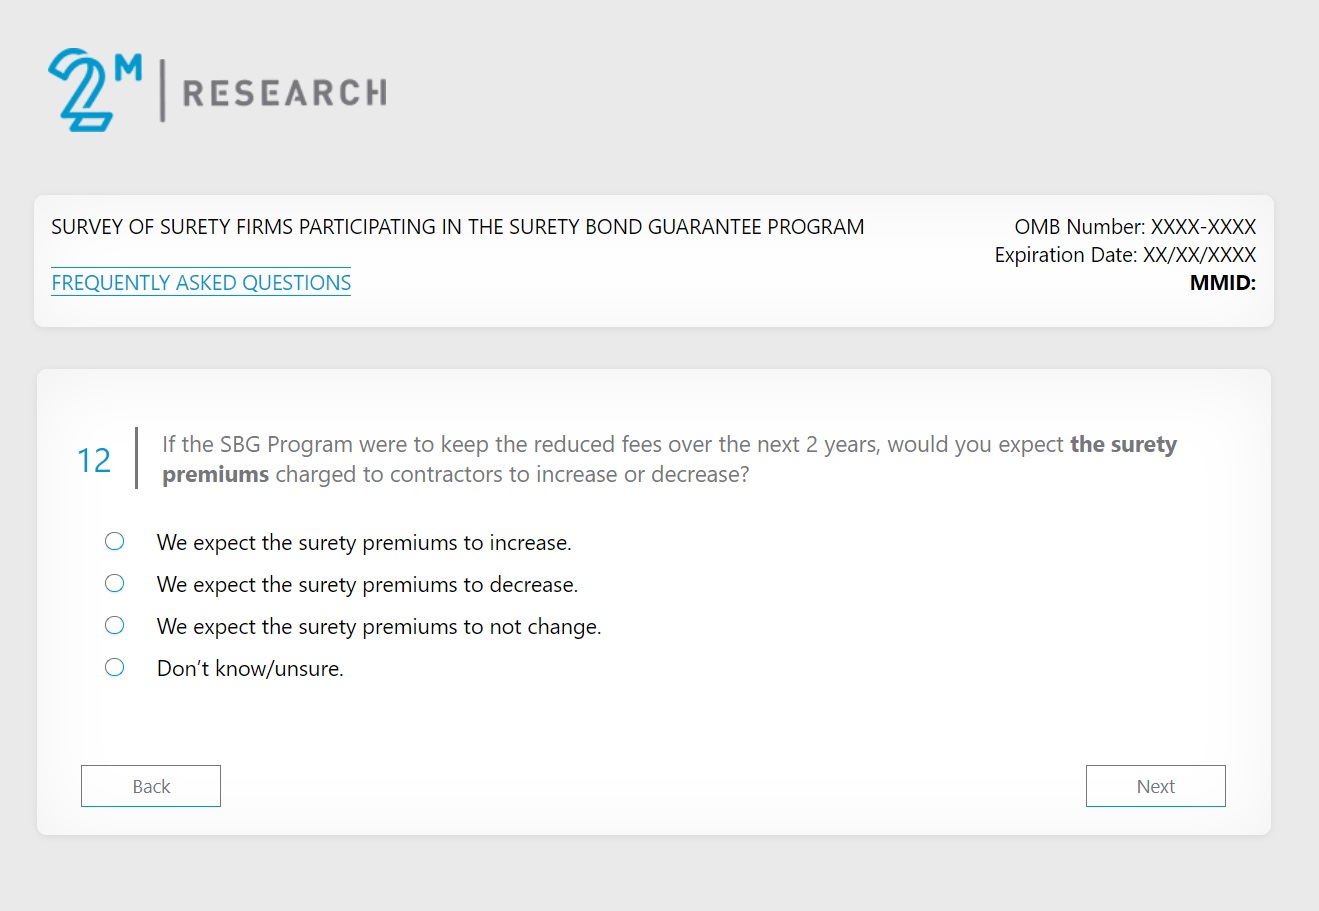 2M | RESEARCH
SURVEY OF SURETY FIRMS PARTICIPATING IN THE SURETY BOND GUARANTEE PROGRAM
OMB Number: XXXX-XXXX
Expiration Date: XX/XX/XXXX
FREQUENTLY ASKED QUESTIONS
MMID:
12
If the SBG Program were to keep the reduced fees over the next 2 years, would you expect the surety
premiums charged to contractors to increase or decrease?
We expect the surety premiums to increase.
We expect the surety premiums to decrease.
We expect the surety premiums to not change.
Don’t know/unsure.
Back
Next